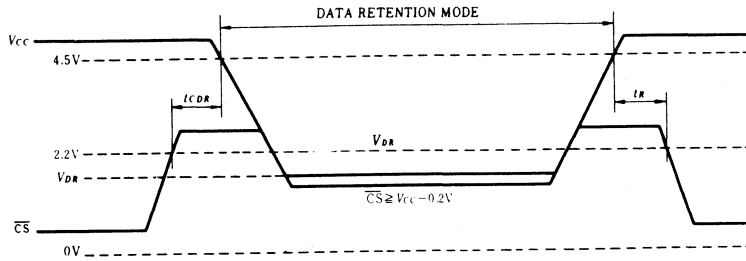 DATA RETENTION MODE
VCC
4.5V
tCDR
tR
2.2V
VDR
VDR
CS ≧ VCC − 0.2V
CS
0V